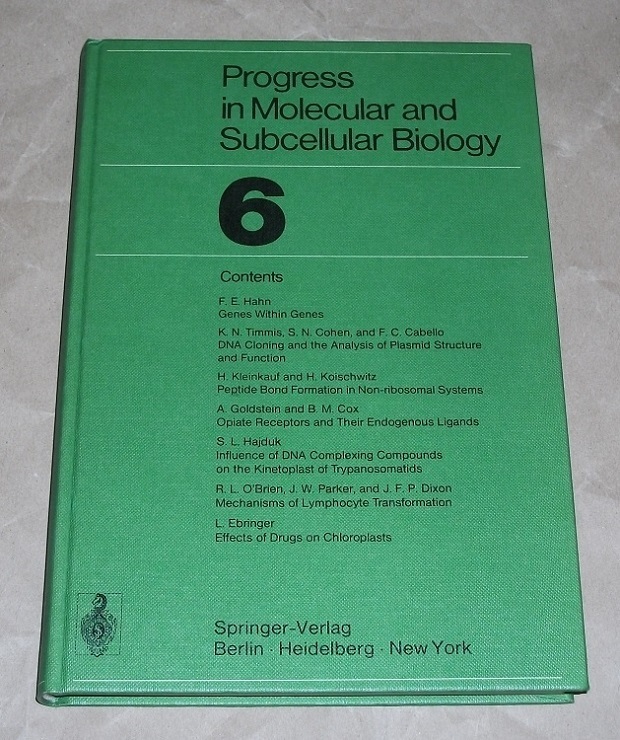 Progress
in Molecular and
Subcellular Biology
6
Contents
F. E. Hahn
Genes Within Genes
K. N. Timmis, S. N. Cohen, and F. C. Cabello
DNA Cloning and the Analysis of Plasmid Structure
and Function
H. Kleinkauf and H. Koischwitz
Peptide Bond Formation in Non-ribosomal Systems
A. Goldstein and B. M. Cox
Opiate Receptors and Their Endogenous Ligands
S. L. Hajduk
Influence of DNA Complexing Compounds
on the Kinetoplast of Trypanosomatids
R. L. O'Brien, J. W. Parker, and J. F. P. Dixon
Mechanisms of Lymphocyte Transformation
L. Ebringer
Effects of Drugs on Chloroplasts
Springer-Verlag
Berlin · Heidelberg · New York